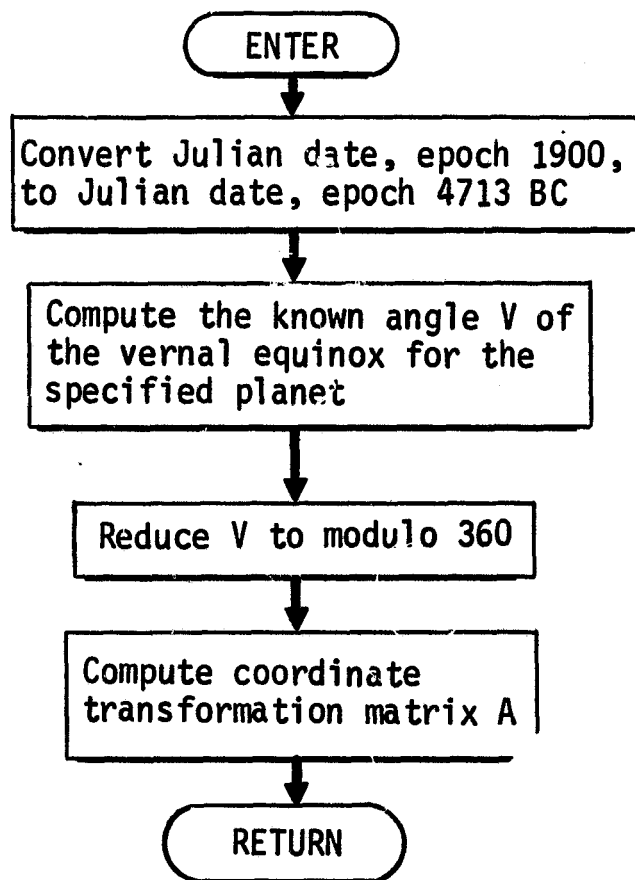 ENTER
Convert Julian date, epoch 1900,
to Julian date, epoch 4713 BC
Compute the known angle V of
the vernal equinox for the
specified planet
Reduce V to modulo 360
Compute coordinate
transformation matrix A
RETURN